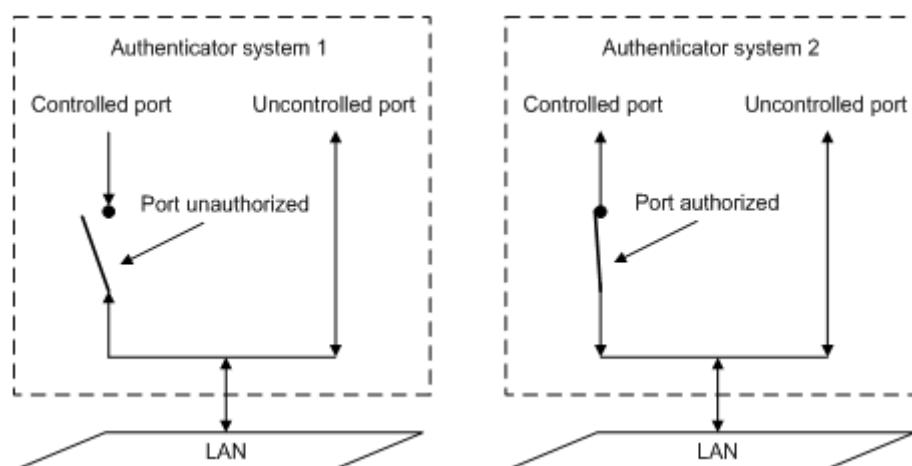 Authenticator system 1
Controlled port
Uncontrolled port
Port unauthorized
LAN
Authenticator system 2
Controlled port
Uncontrolled port
Port authorized
LAN